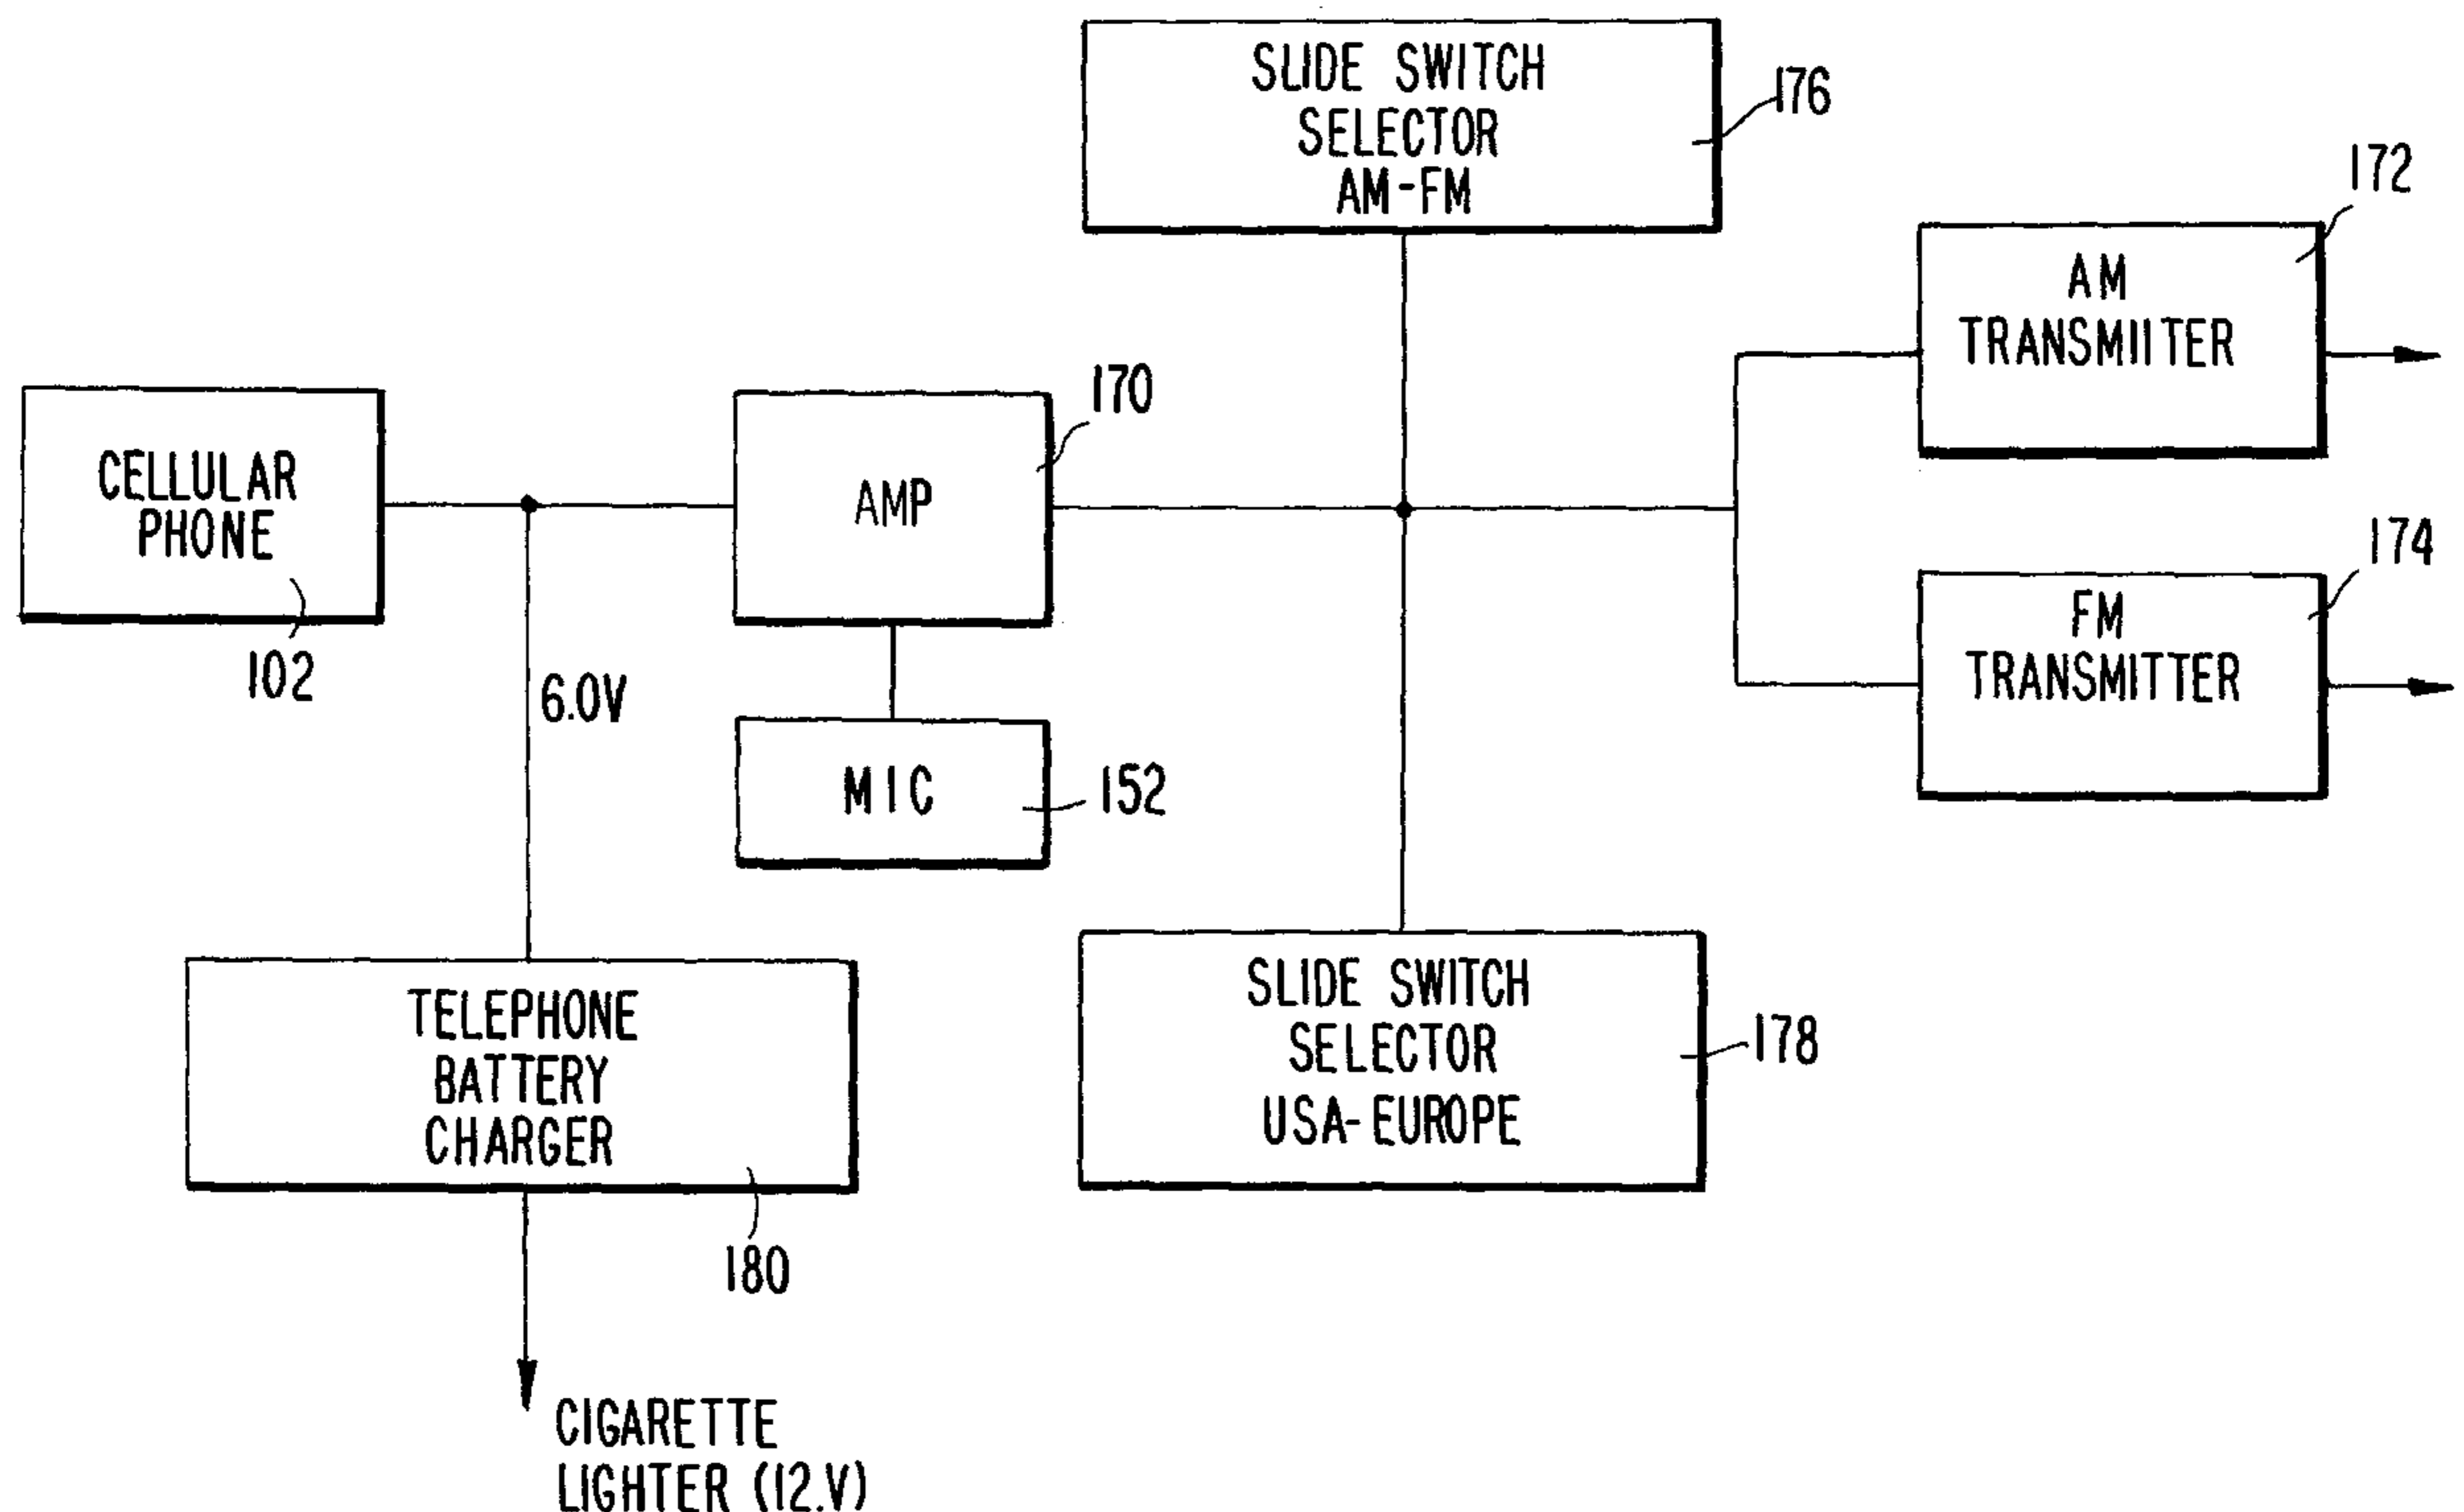 SLIDE SWITCH
SELECTOR
AM-FM
176
AM
TRANSMIITER
172
CELLULAR
PHONE
102
AMP
170
FM
TRANSMITTER
174
6.0V
MIC
152
TELEPHONE
BATTERY
CHARGER
180
SLIDE SWITCH
SELECTOR
USA-EUROPE
178
CIGARETTE
LIGHTER (12.V)